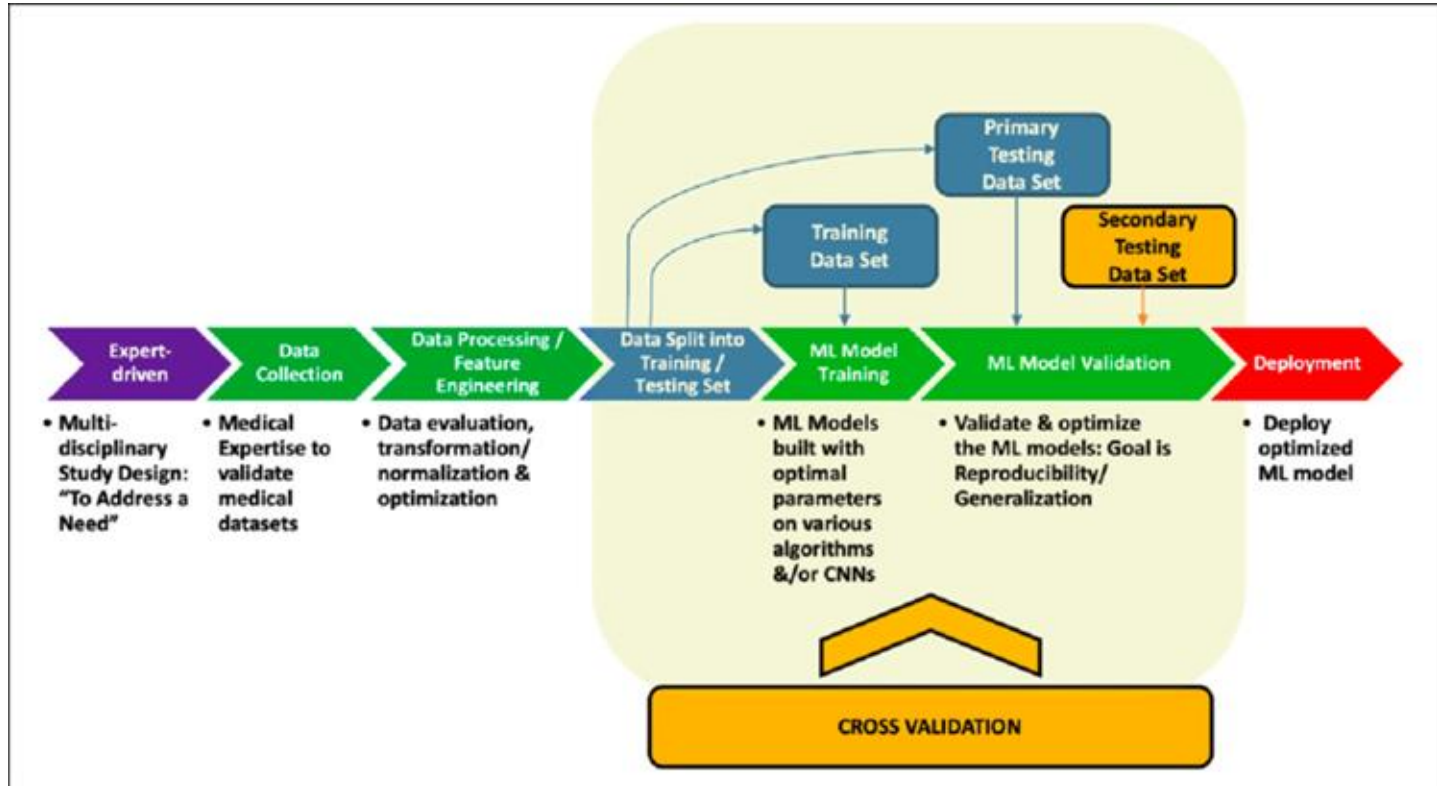 Primary
Testing
Data Set
Training
Data Set
Secondary
Testing
Data Set
Expert-
driven
Data
Collection
Data Processing /
Feature
Engineering
Data Split into
Training /
Testing Set
ML Model
Training
ML Model Validation
Deployment
• Multi-
disciplinary
Study Design:
“To Address a
Need”
• Medical
Expertise to
validate
medical
datasets
• Data evaluation,
transformation/
normalization &
optimization
• ML Models
built with
optimal
parameters
on various
algorithms
&/or CNNs
• Validate & optimize
the ML models: Goal is
Reproducibility/
Generalization
• Deploy
optimized
ML model
CROSS VALIDATION